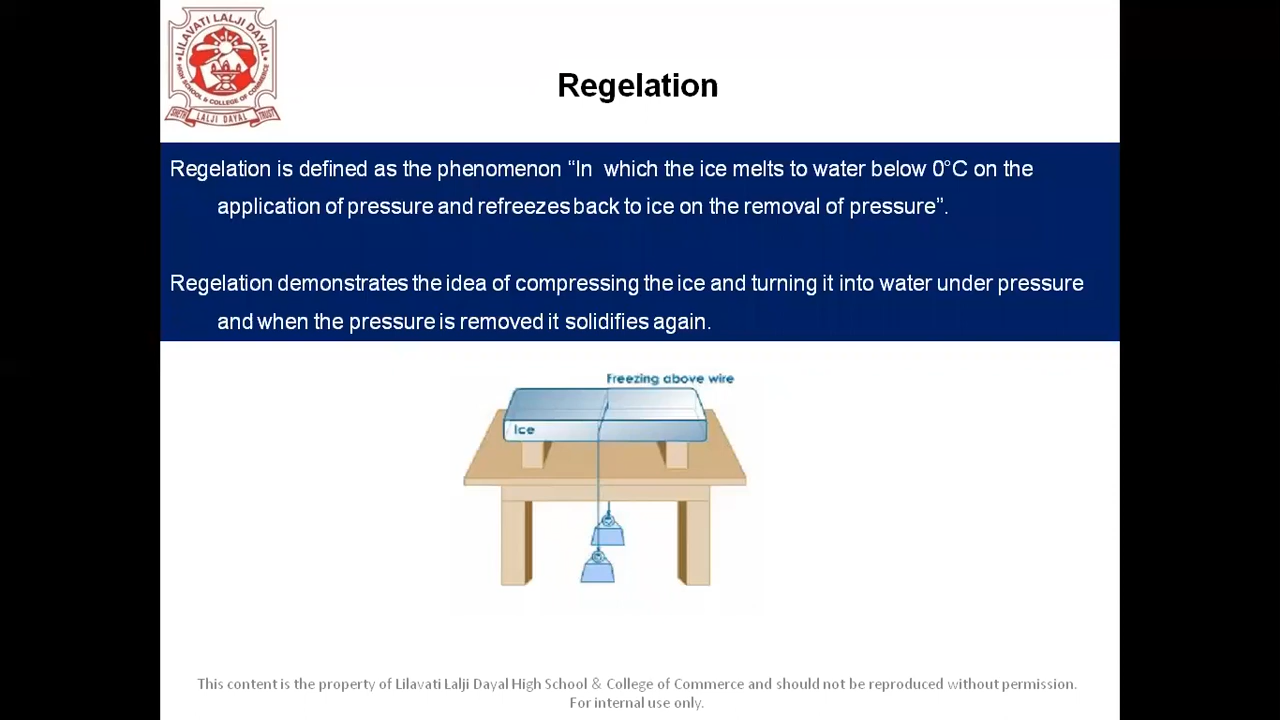 LILAVATI LALJI DAYAL
HIGH SCHOOL & COLLEGE OF COMMERCE
SHETH LALJI DAYAL TRUST
Regelation
Regelation is defined as the phenomenon “In which the ice melts to water below 0°C on the
application of pressure and refreezes back to ice on the removal of pressure”.
Regelation demonstrates the idea of compressing the ice and turning it into water under pressure
and when the pressure is removed it solidifies again.
Freezing above wire
Ice
This content is the property of Lilavati Lalji Dayal High School & College of Commerce and should not be reproduced without permission.
For internal use only.